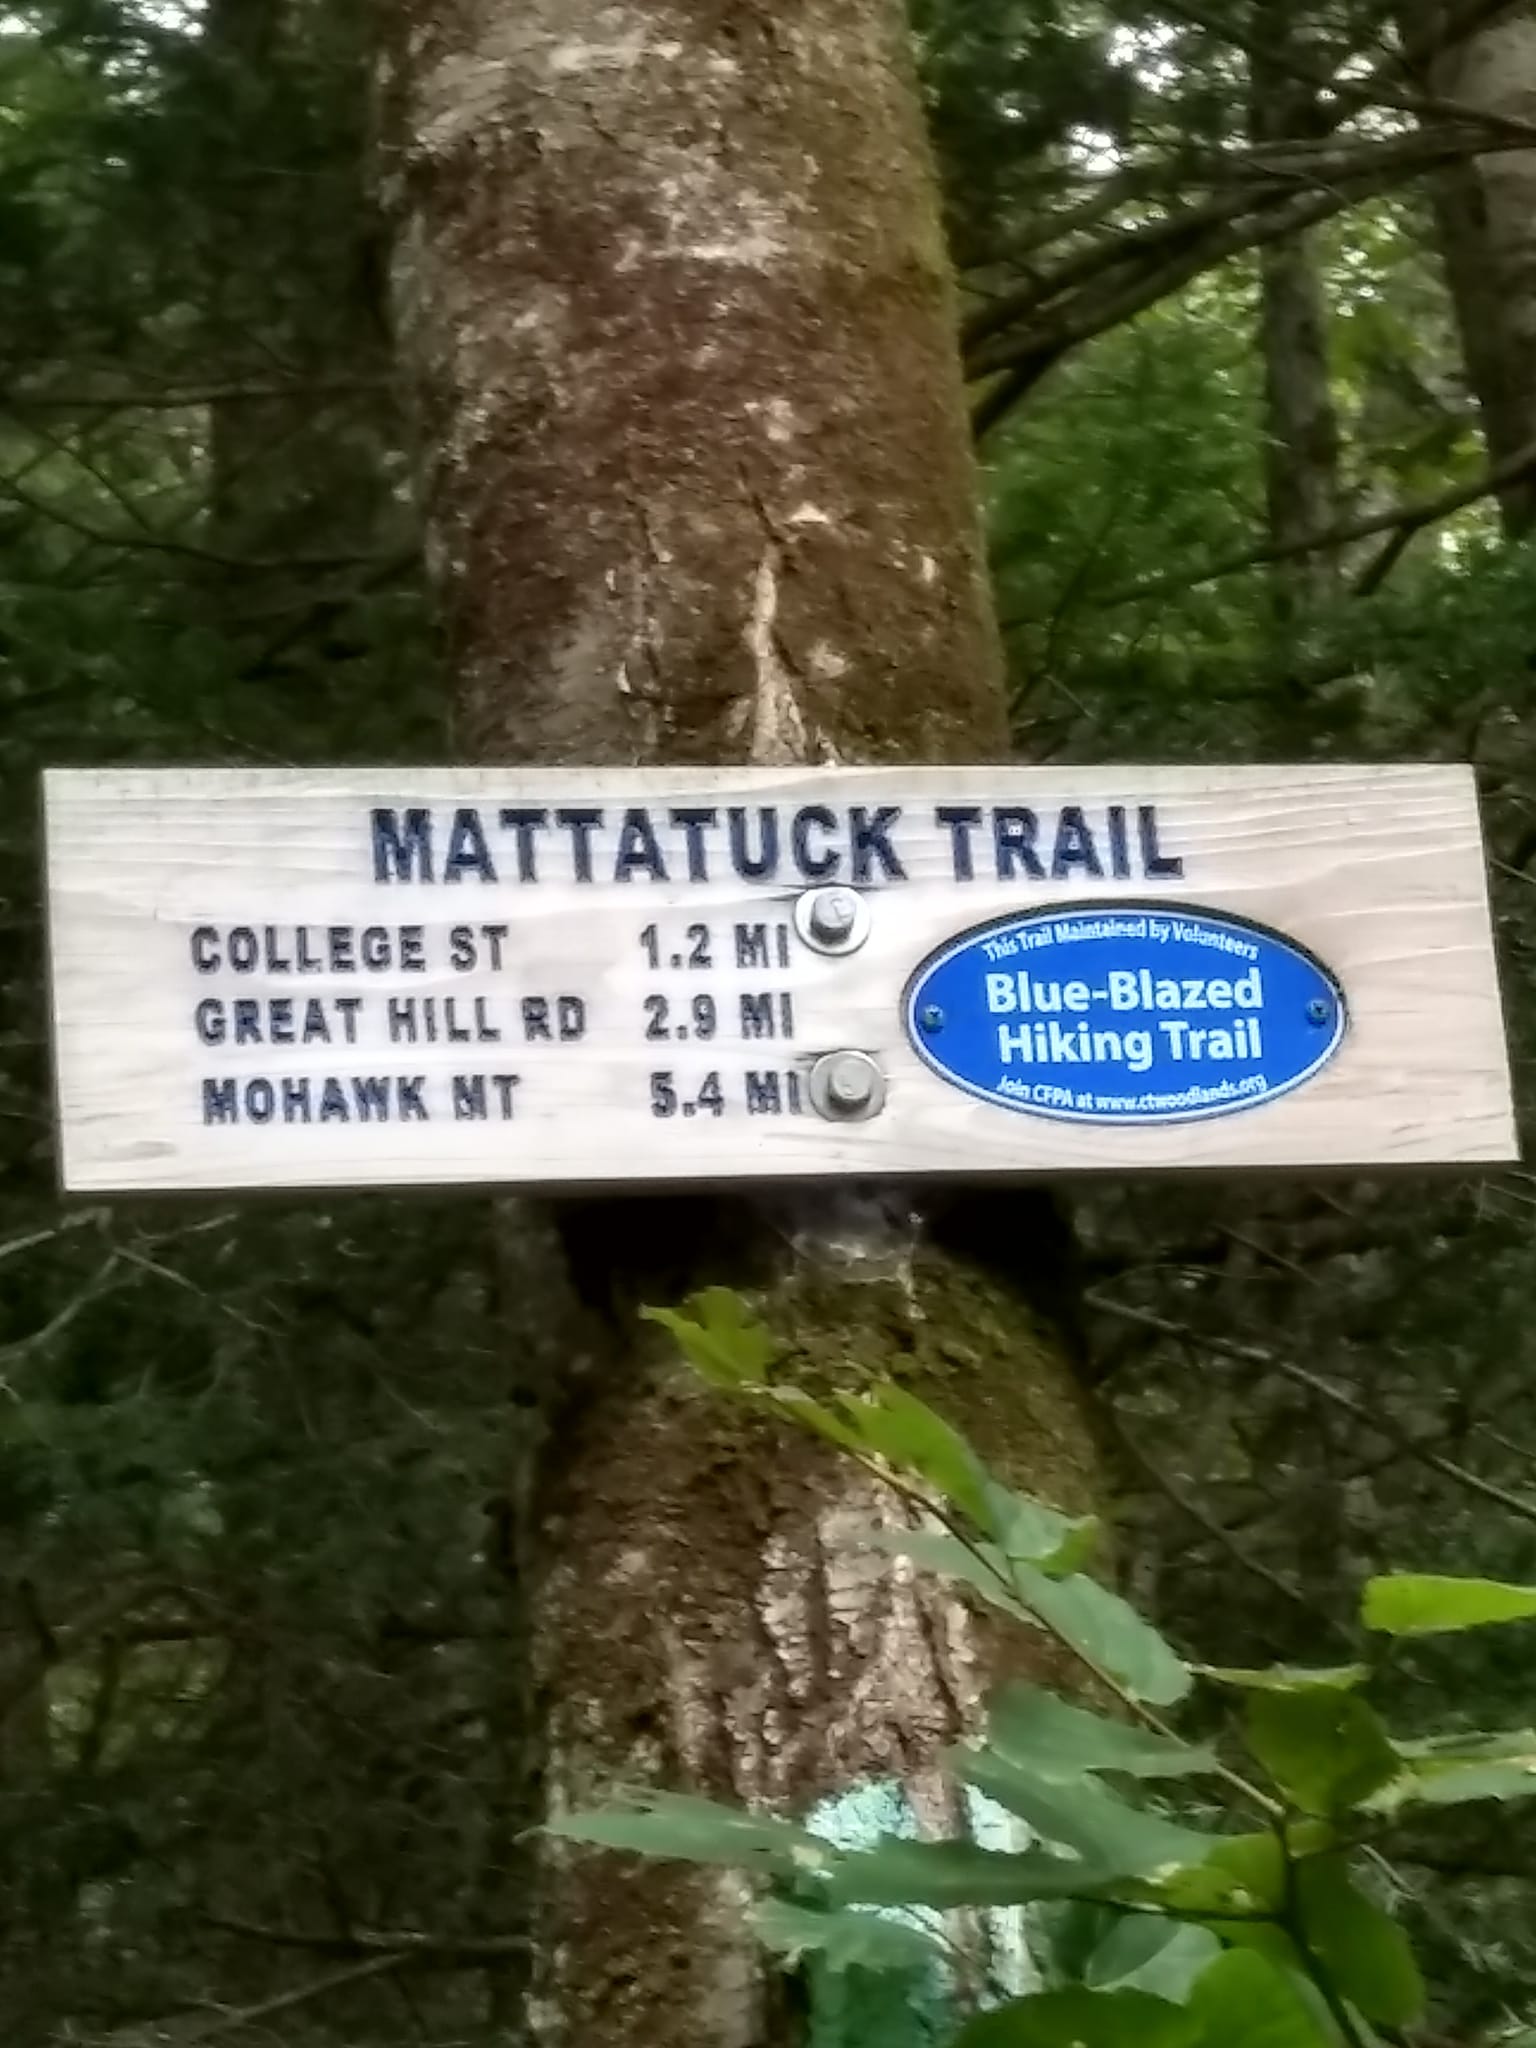 MATTATUCK TRAIL
COLLEGE ST 1.2 MI
GREAT HILL RD 2.9 MI
MOHAWK MT 5.4 MI
This Trail Maintained by Volunteers
Blue-Blazed
Hiking Trail
Join CFPA at www.ctwoodlands.org